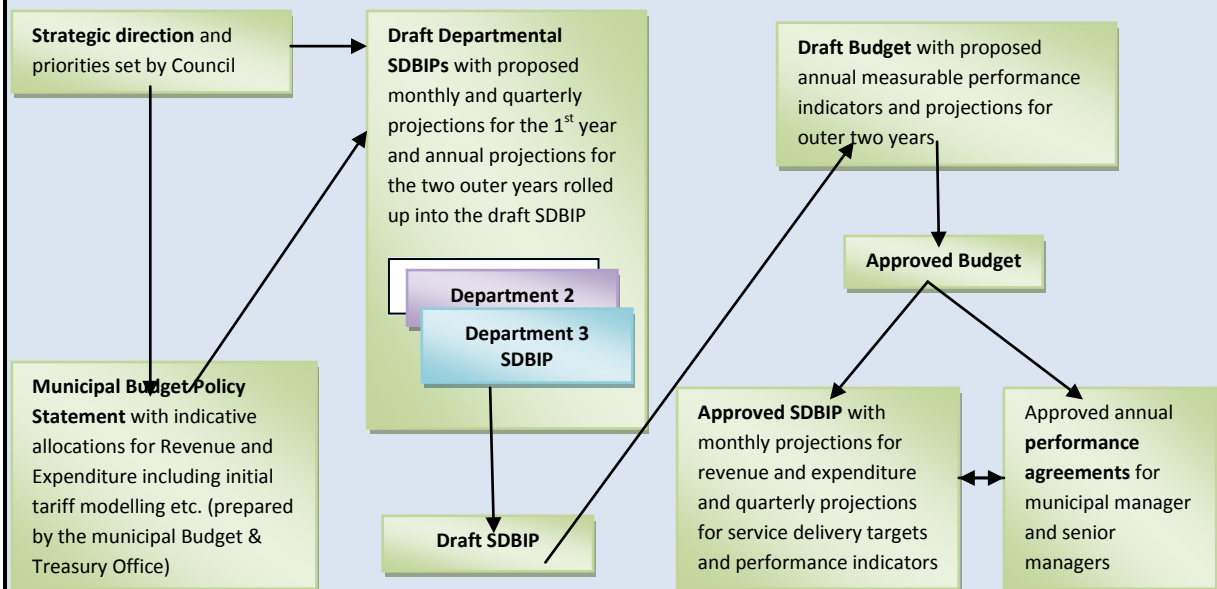 Strategic direction and
priorities set by Council
Draft Departmental
SDBIPs with proposed
monthly and quarterly
projections for the 1st year
and annual projections for
the two outer years rolled
up into the draft SDBIP
Department 2
Department 3
SDBIP
Draft Budget with proposed
annual measurable performance
indicators and projections for
outer two years
Approved Budget
Municipal Budget Policy
Statement with indicative
allocations for Revenue and
Expenditure including initial
tariff modelling etc. (prepared
by the municipal Budget &
Treasury Office)
Draft SDBIP
Approved SDBIP with
monthly projections for
revenue and expenditure
and quarterly projections
for service delivery targets
and performance indicators
Approved annual
performance
agreements for
municipal manager
and senior
managers